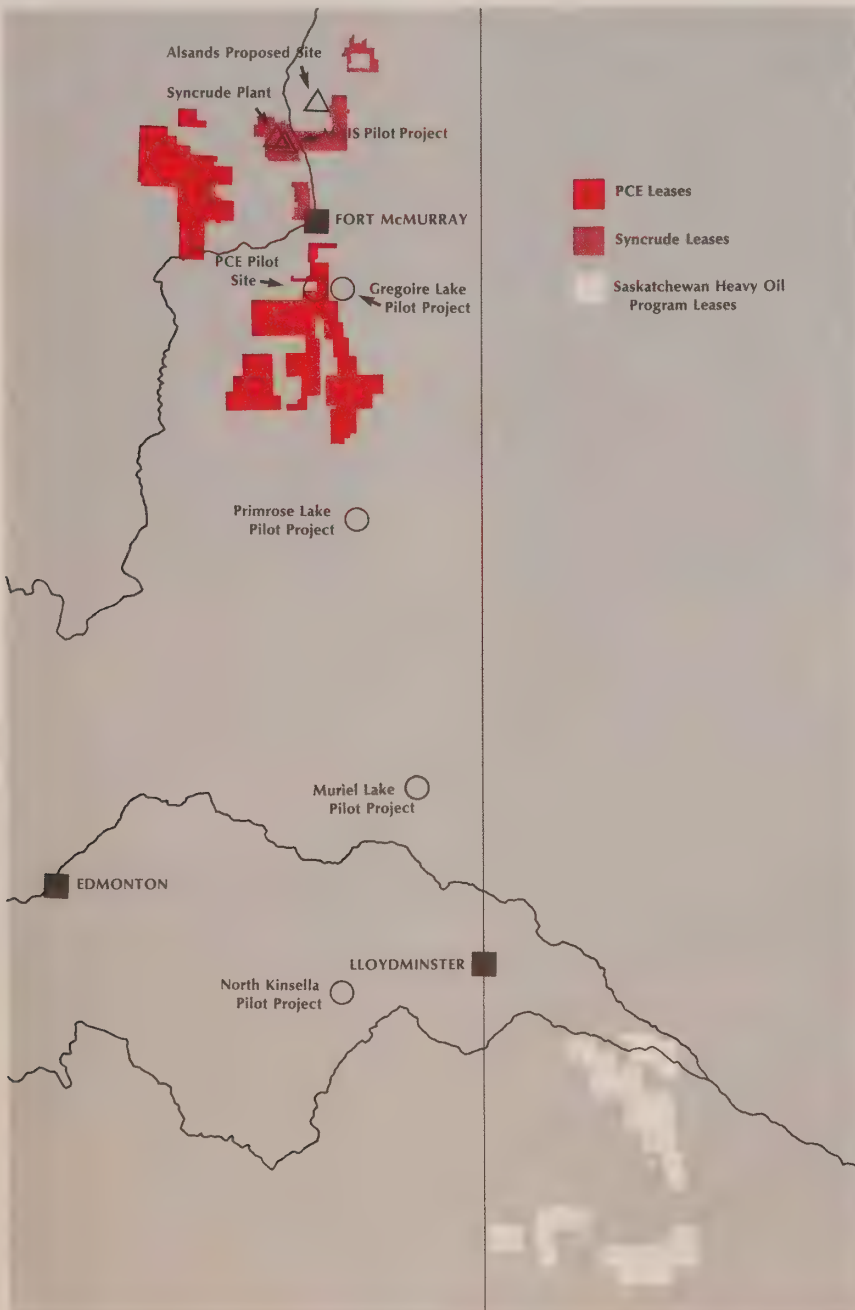 Alsands Proposed Site
Syncrude Plant
IS Pilot Project
PCE Leases
FORT McMURRAY
Syncrude Leases
PCE Pilot
Site
Gregoire Lake
Pilot Project
Saskatchewan Heavy Oil
Program Leases
Primrose Lake
Pilot Project
Muriel Lake
Pilot Project
EDMONTON
LLOYDMINSTER
North Kinsella
Pilot Project